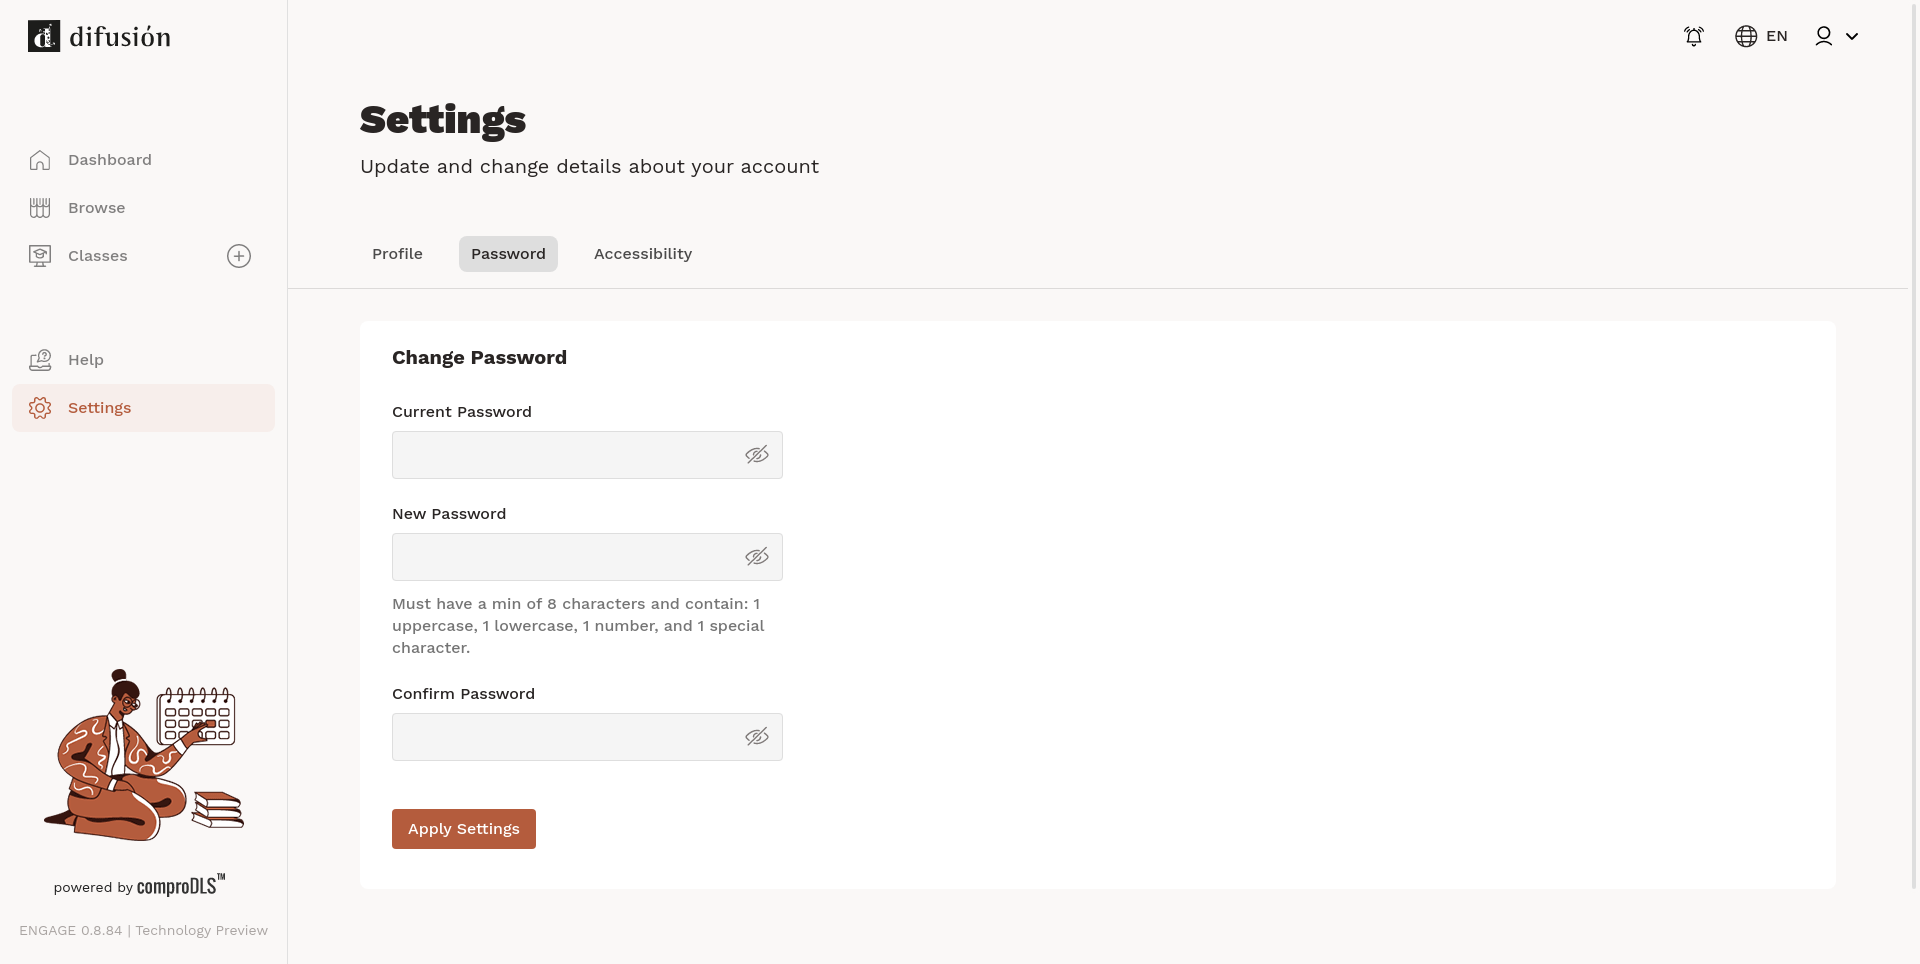 difusión
EN
Settings
Update and change details about your account
Dashboard
Browse
Classes
Help
Settings
Profile
Password
Accessibility
Change Password
Current Password
New Password
Must have a min of 8 characters and contain: 1
uppercase, 1 lowercase, 1 number, and 1 special
character.
Confirm Password
Apply Settings
powered by comproDLS™
ENGAGE 0.8.84 | Technology Preview